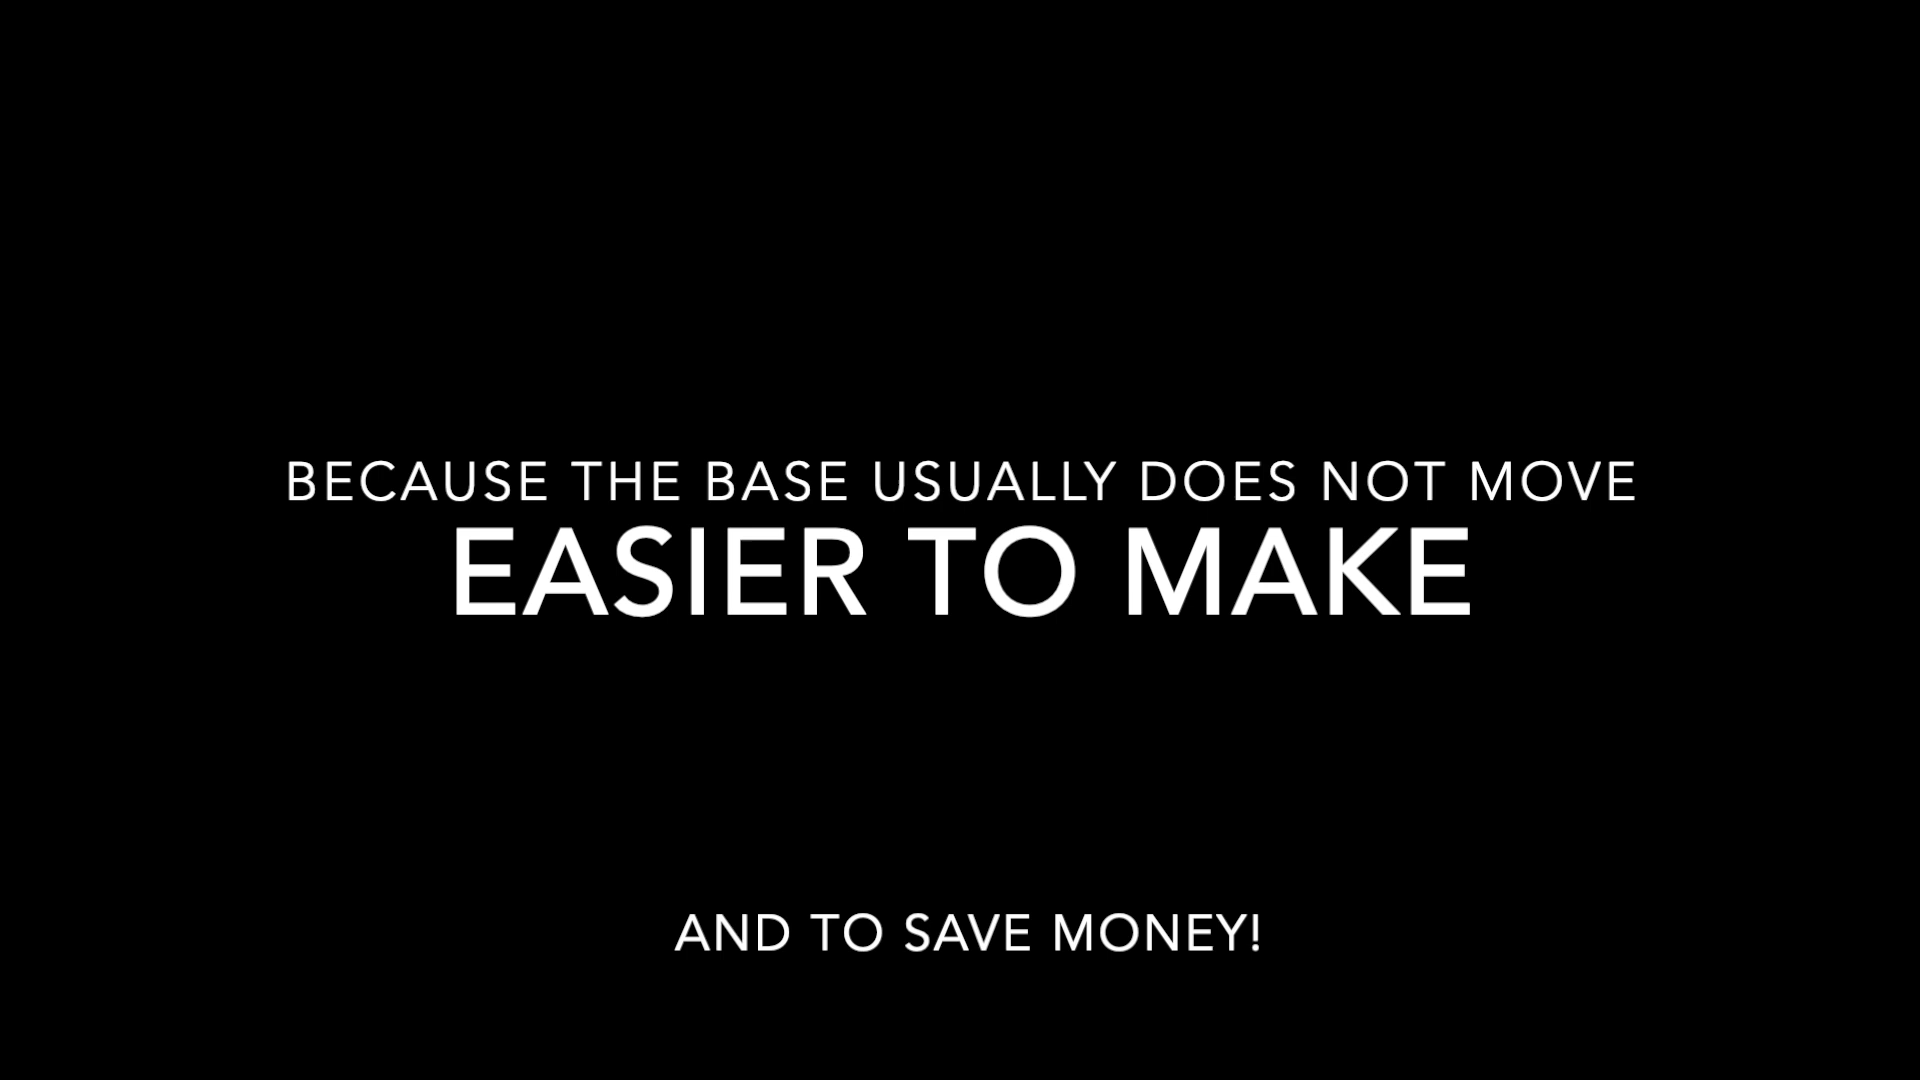 BECAUSE THE BASE USUALLY DOES NOT MOVE
EASIER TO MAKE
AND TO SAVE MONEY!